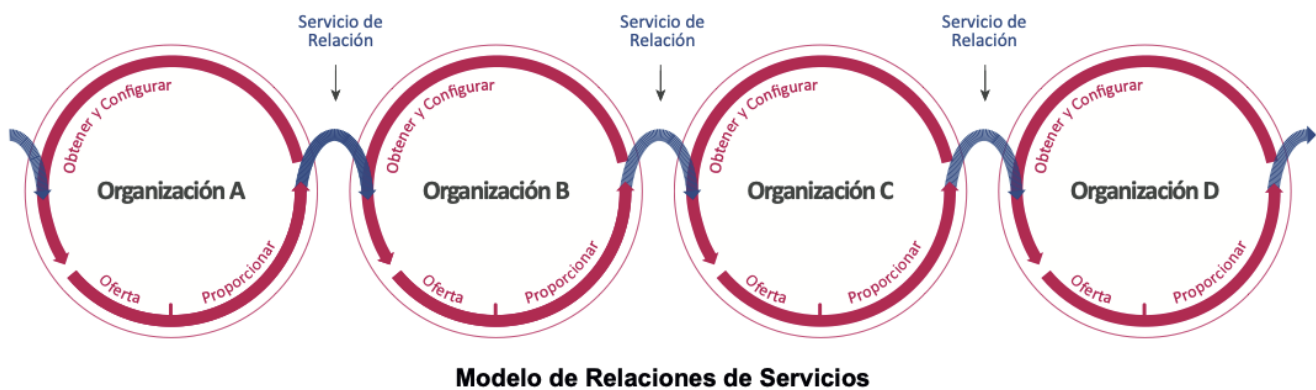 Servicio de
Relación
Servicio de
Relación
Servicio de
Relación
Obtener y Configurar
Organización A
Oferta
Proporcionar
Obtener y Configurar
Organización B
Oferta
Proporcionar
Obtener y Configurar
Organización C
Oferta
Proporcionar
Obtener y Configurar
Organización D
Oferta
Proporcionar
Modelo de Relaciones de Servicios